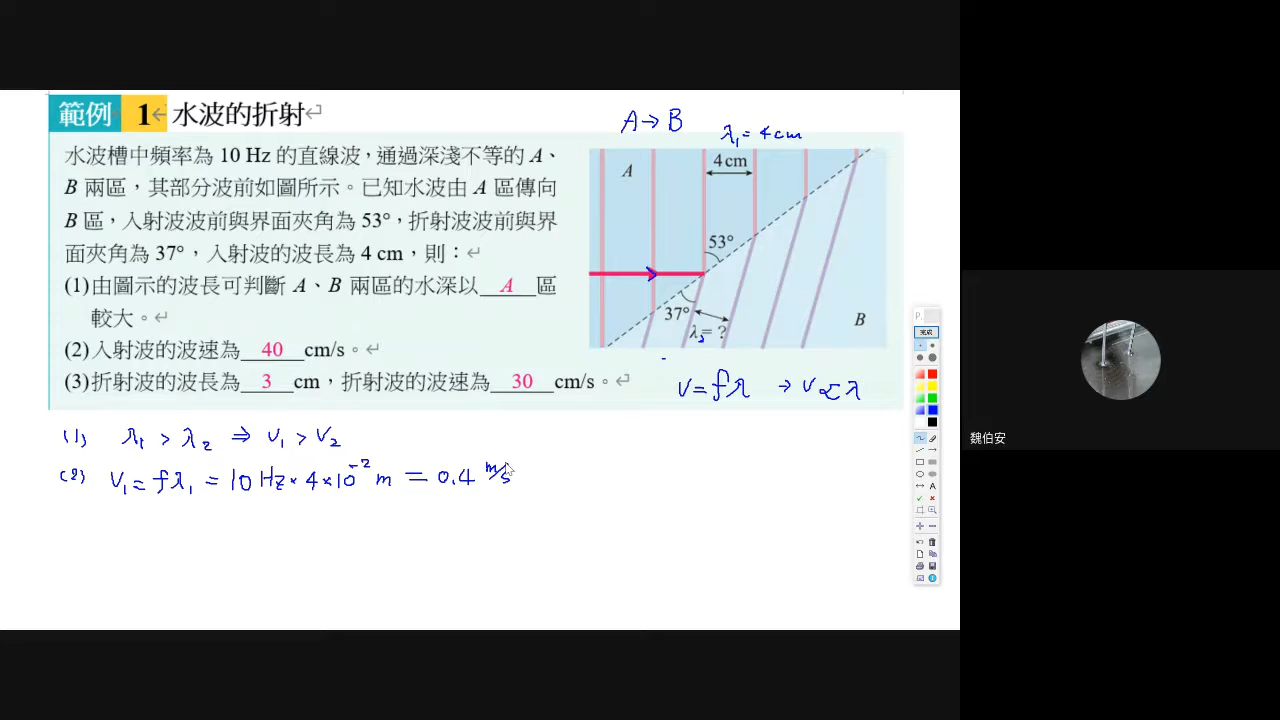 範例 1 水波的折射
水波槽中頻率為 10 Hz 的直線波，通過深淺不等的 A、
B 兩區，其部分波前如圖所示。已知水波由 A 區傳向
B 區，入射波波前與界面夾角為 53°，折射波波前與界
面夾角為 37°，入射波的波長為 4 cm，則：
(1)由圖示的波長可判斷 A、B 兩區的水深以 A 區
較大。
(2)入射波的波速為 40 cm/s。
(3)折射波的波長為 3 cm，折射波的波速為 30 cm/s。
A→B
λ₁=4cm
A
4 cm
53°
37°
λ₂=?
B
v=fλ →v∝λ
(1) λ₁ > λ₂ ⇒ v₁ > v₂
(2) v₁=fλ₁ = 10 Hz×4×10⁻² m = 0.4 m/s
完成
魏伯安